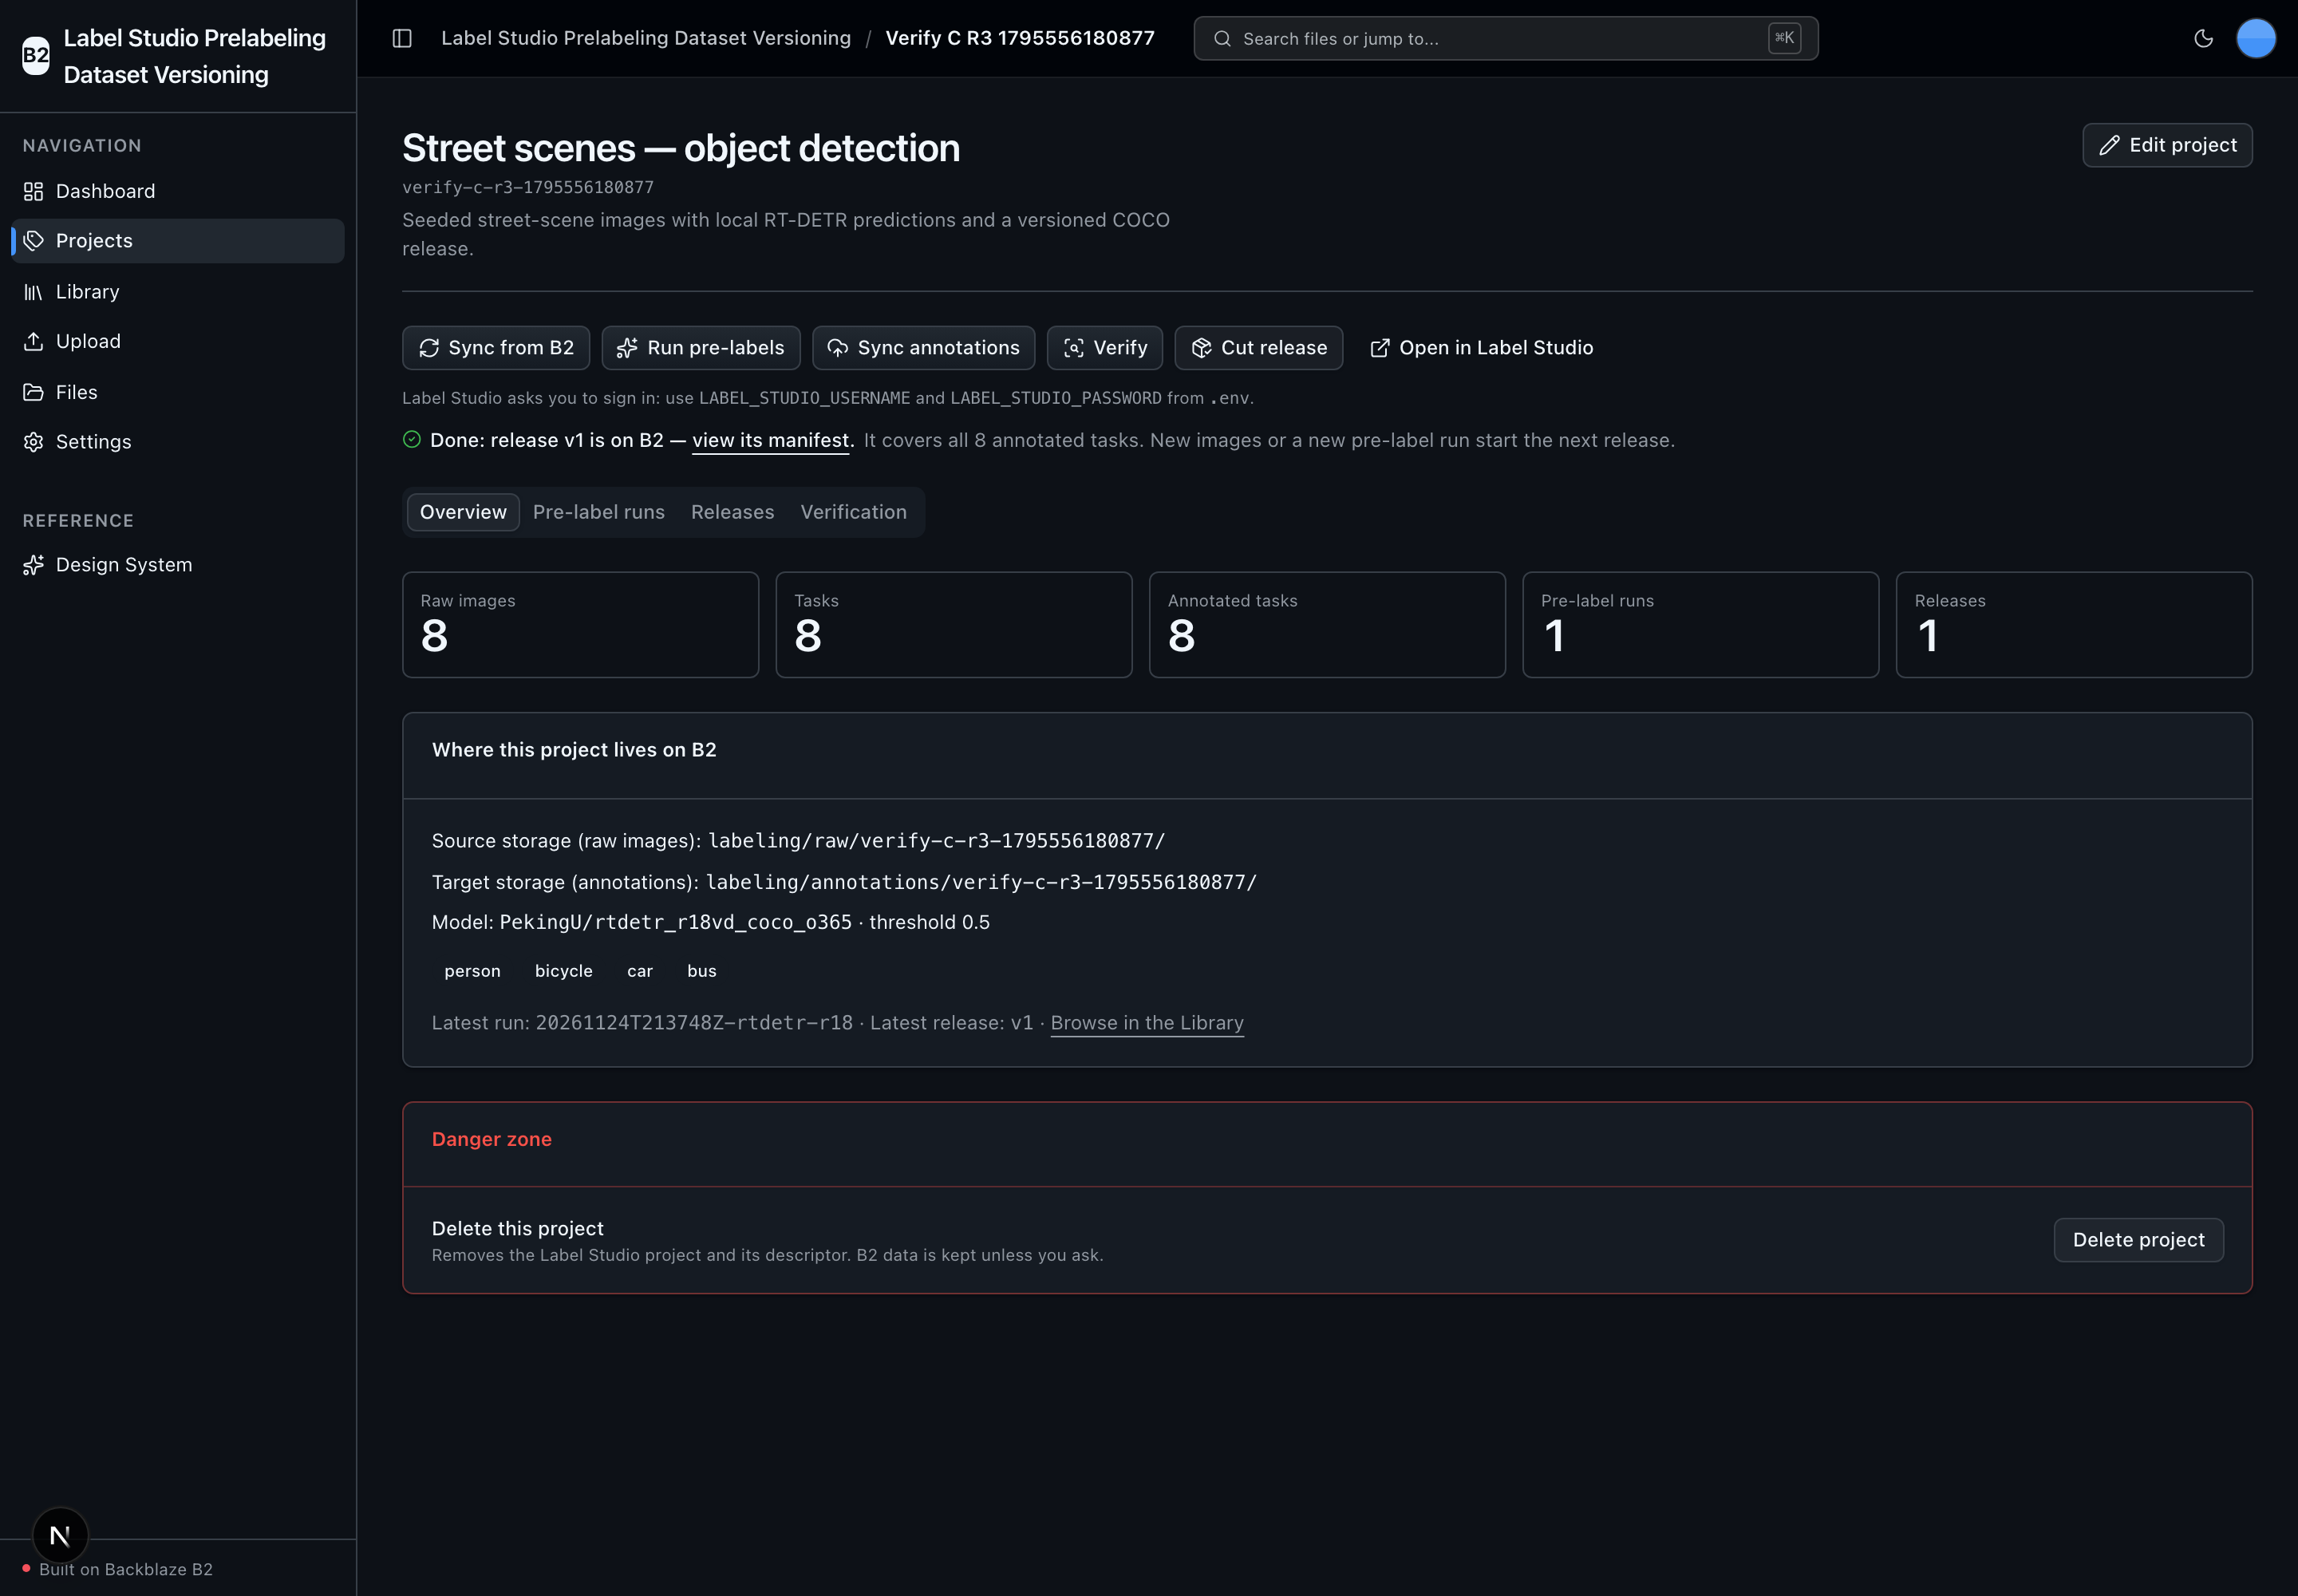 B2
Label Studio Prelabeling
Dataset Versioning
Label Studio Prelabeling Dataset Versioning / Verify C R3 1795556180877
Search files or jump to...
⌘K
NAVIGATION
Dashboard
Projects
Library
Upload
Files
Settings
REFERENCE
Design System
Street scenes — object detection
Edit project
verify-c-r3-1795556180877
Seeded street-scene images with local RT-DETR predictions and a versioned COCO
release.
Sync from B2
Run pre-labels
Sync annotations
Verify
Cut release
Open in Label Studio
Label Studio asks you to sign in: use LABEL_STUDIO_USERNAME and LABEL_STUDIO_PASSWORD from .env.
Done: release v1 is on B2 — view its manifest. It covers all 8 annotated tasks. New images or a new pre-label run start the next release.
Overview
Pre-label runs
Releases
Verification
Raw images
8
Tasks
8
Annotated tasks
8
Pre-label runs
1
Releases
1
Where this project lives on B2
Source storage (raw images): labeling/raw/verify-c-r3-1795556180877/
Target storage (annotations): labeling/annotations/verify-c-r3-1795556180877/
Model: PekingU/rtdetr_r18vd_coco_o365 · threshold 0.5
person bicycle car bus
Latest run: 20261124T213748Z-rtdetr-r18 · Latest release: v1 · Browse in the Library
Danger zone
Delete this project
Removes the Label Studio project and its descriptor. B2 data is kept unless you ask.
Delete project
N
Built on Backblaze B2